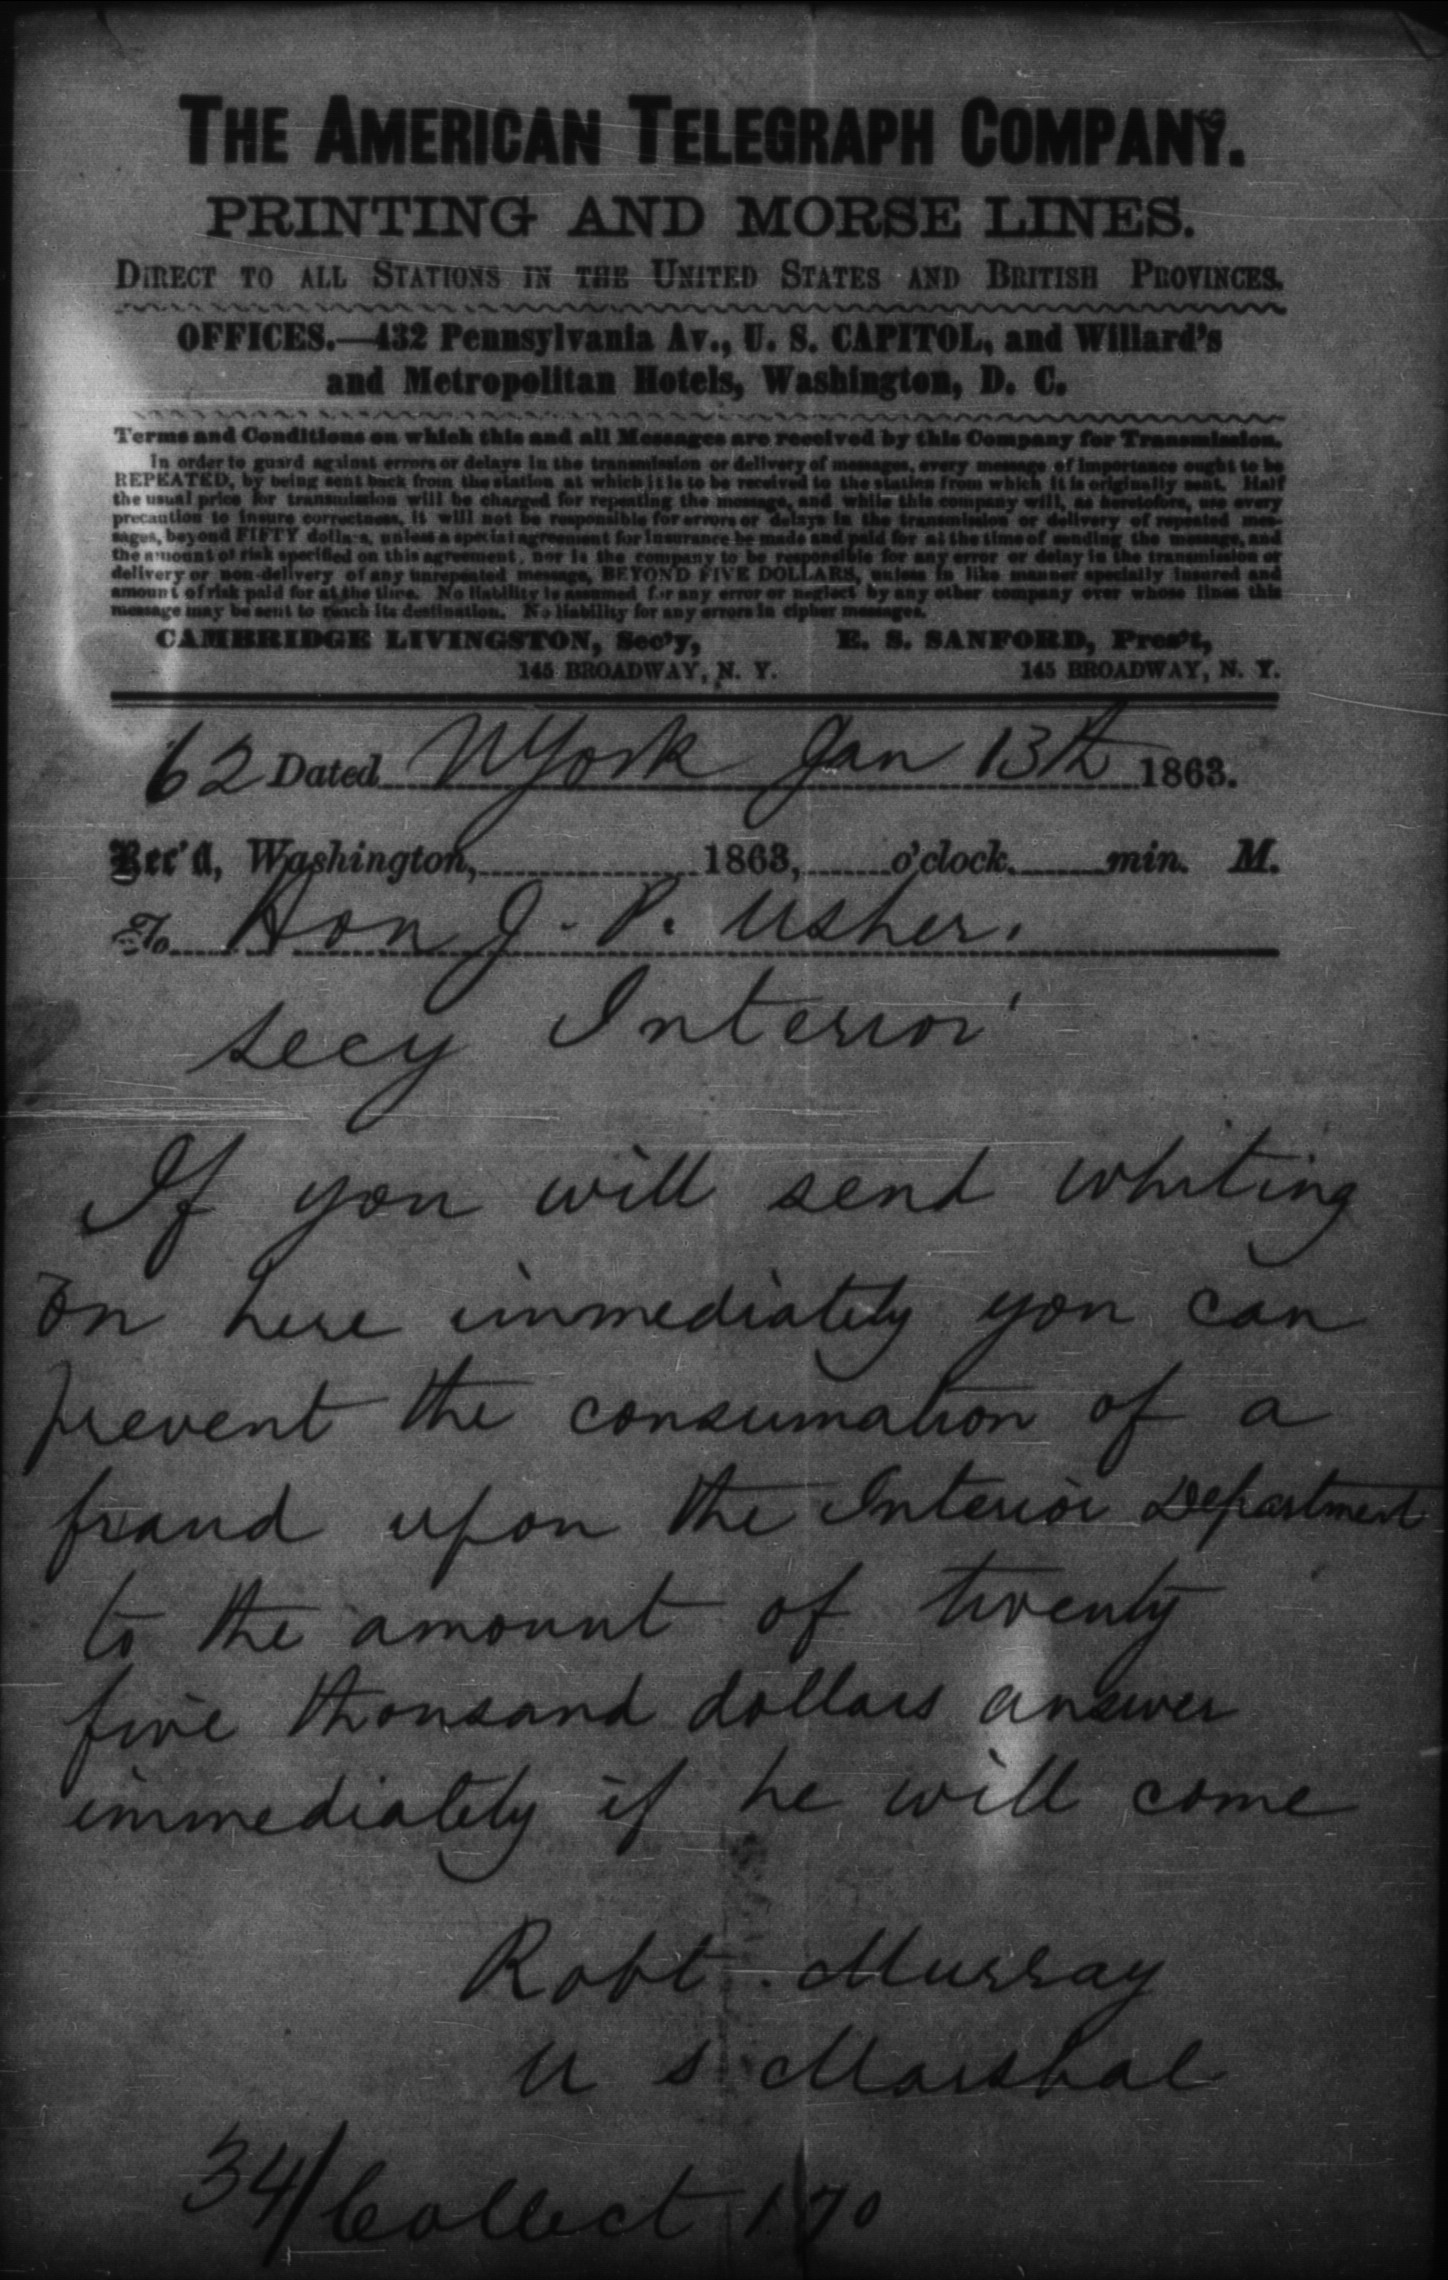 THE AMERICAN TELEGRAPH COMPANY.
PRINTING AND MORSE LINES.
DIRECT TO ALL STATIONS IN THE UNITED STATES AND BRITISH PROVINCES.
OFFICES.—432 Pennsylvania Av., U. S. CAPITOL, and Willard's
and Metropolitan Hotels, Washington, D. C.
Terms and Conditions on which this and all Messages are received by this Company for Transmission.
In order to guard against errors or delays in the transmission or delivery of messages, every message of importance ought to be
REPEATED, by being sent back from the station at which it is to be received to the station from which it is originally sent. Half
the usual price for transmission will be charged for repeating the message, and while this company will, as heretofore, use every
precaution to insure correctness, it will not be responsible for errors or delays in the transmission or delivery of repeated mes-
sages, beyond FIFTY dollars, unless a special agreement for insurance be made and paid for at the time of sending the message, and
the amount of risk specified on this agreement, nor is the company to be responsible for any error or delay in the transmission or
delivery or non-delivery of any unrepeated message, BEYOND FIVE DOLLARS, unless in like manner specially insured and
amount of risk paid for at the time. No liability is assumed for any error or neglect by any other company over whose lines this
message may be sent to reach its destination. No liability for any errors in cipher messages.
CAMBRIDGE LIVINGSTON, Sec'y, E. S. SANFORD, Pres't,
145 BROADWAY, N. Y. 145 BROADWAY, N. Y.
62 Dated NYork Jan 13th 1863.
Rec'd, Washington, 1863, o'clock. min. M.
To Hon J. P. Usher.
Secy Interior
If you will send Whiting
on here immediately you can
prevent the consumation of a
fraud upon the Interior Department
to the amount of twenty
five thousand dollars answer
immediately if he will come
Robt. Murray
U S Marshal
34/Collect 1.70